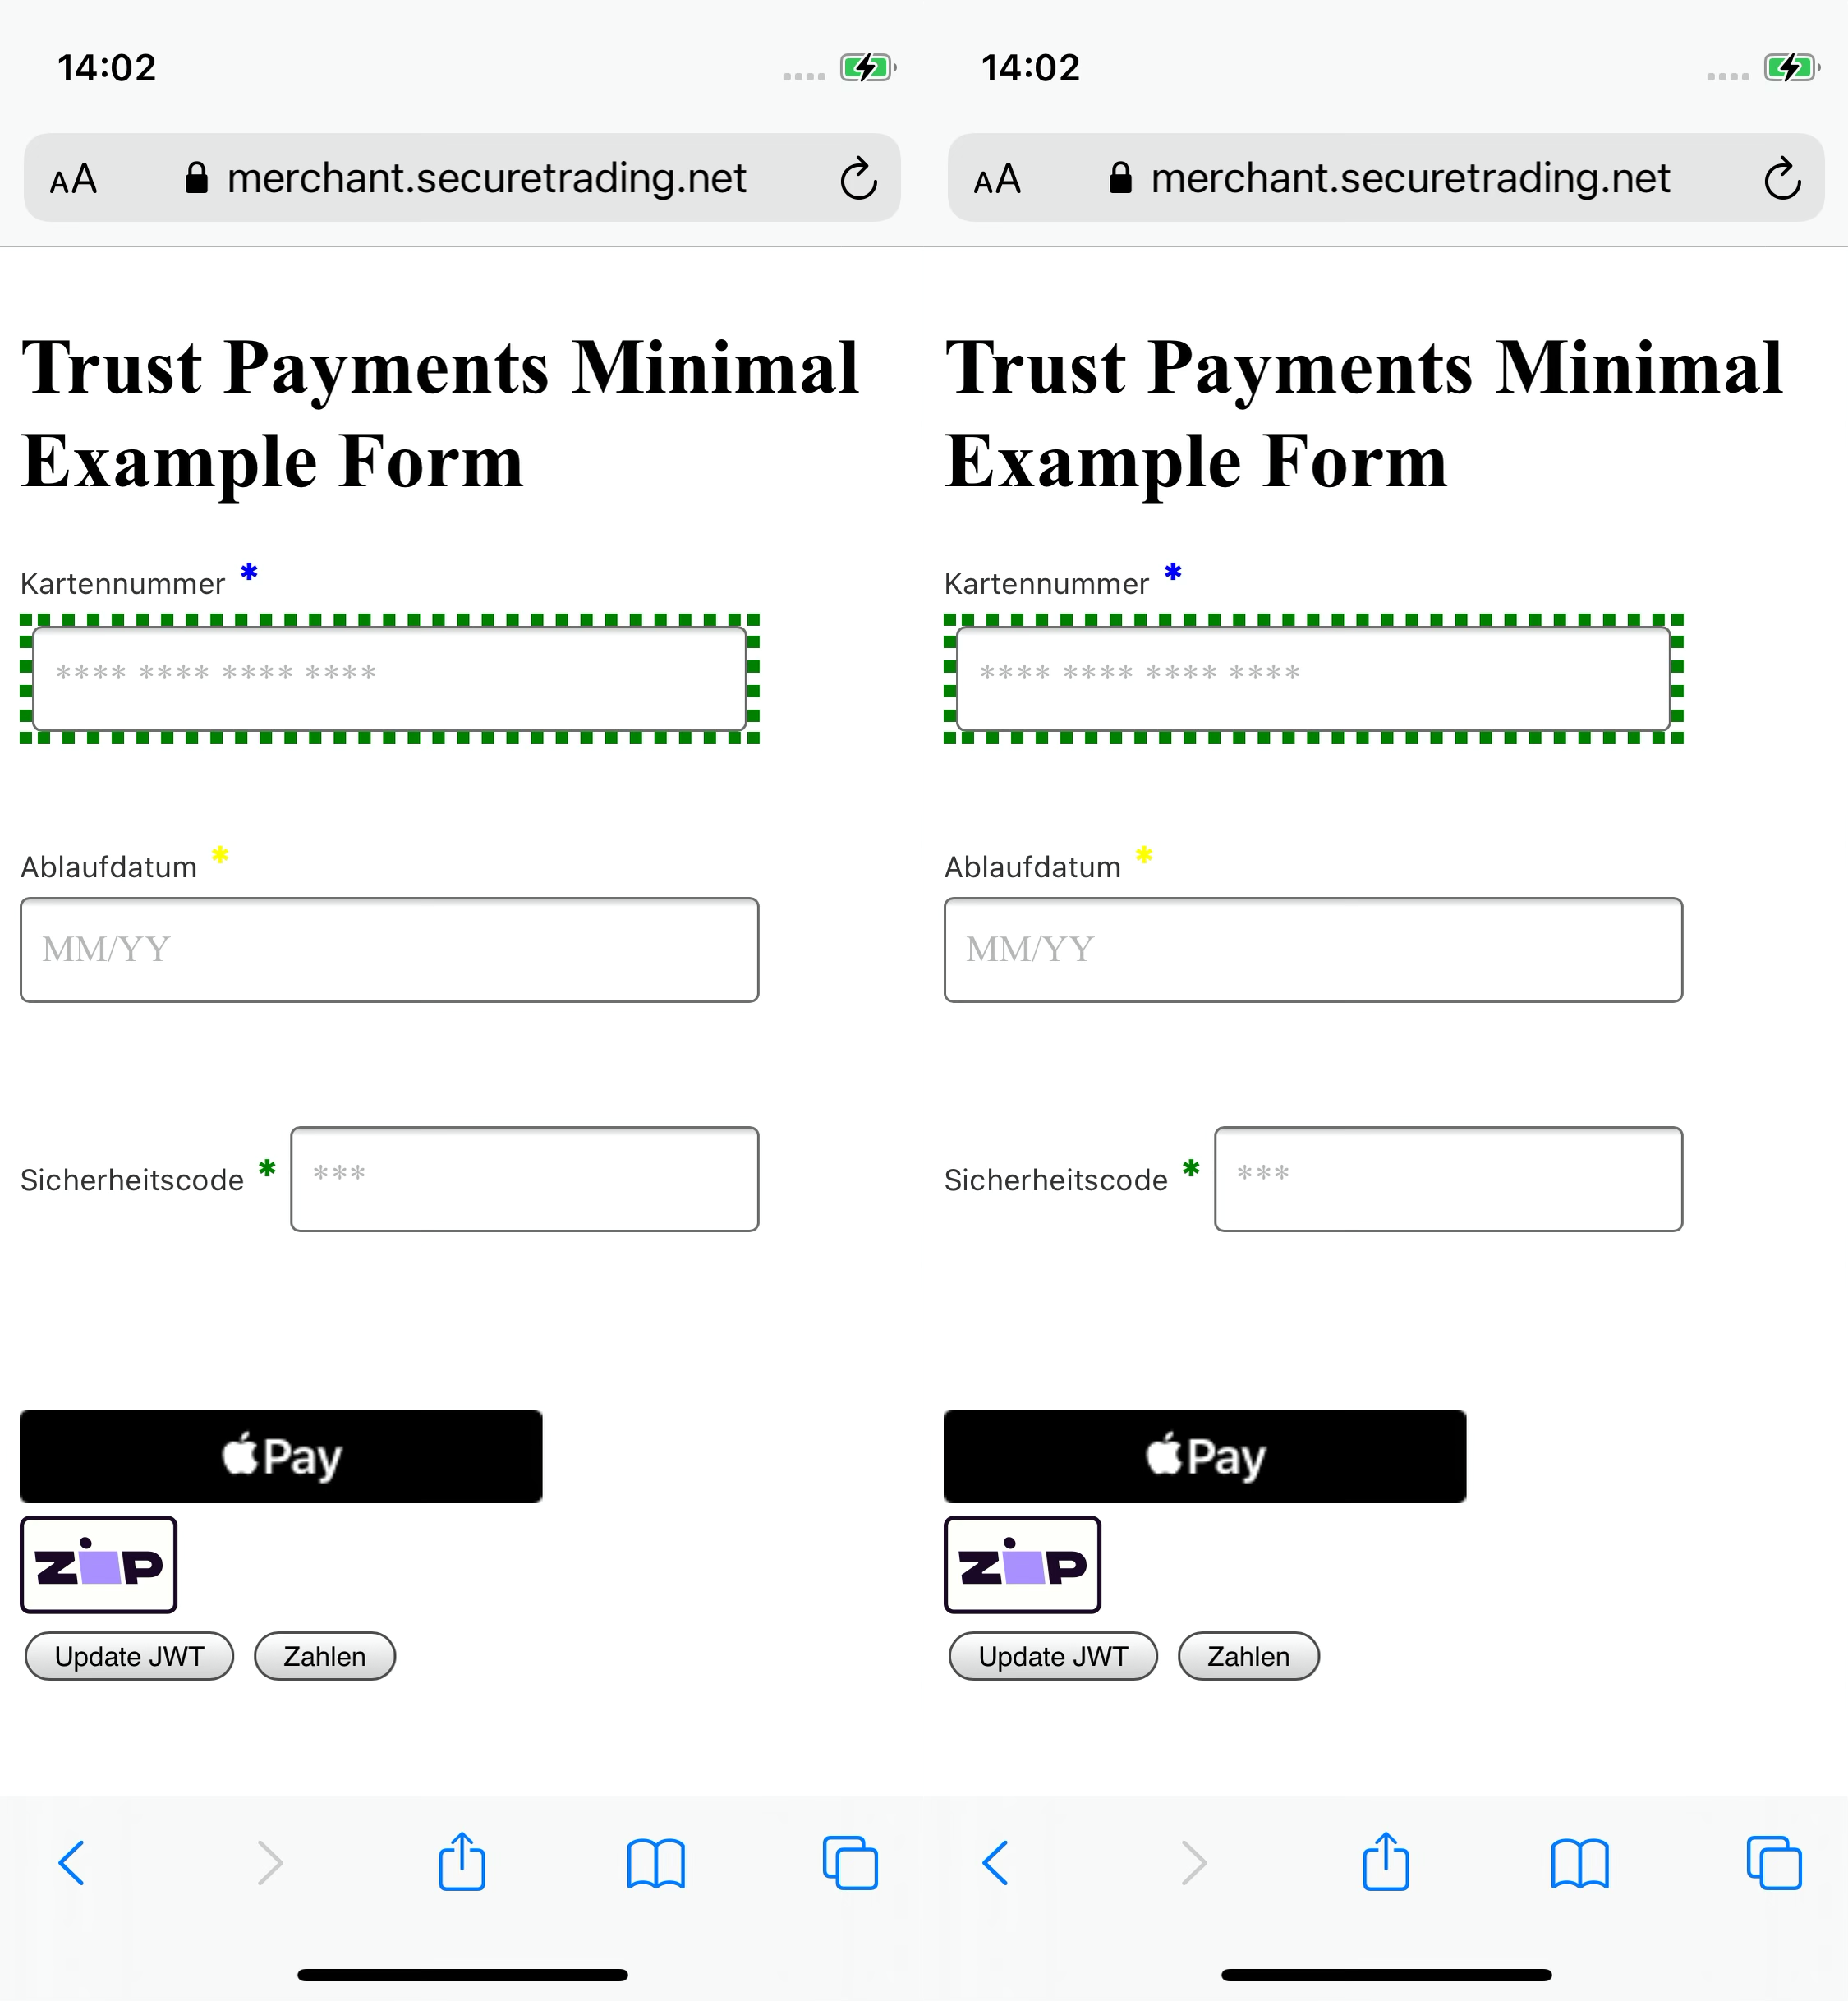 14:02
AA merchant.securetrading.net
Trust Payments Minimal
Example Form
Kartennummer *
**** **** **** ****
Ablaufdatum *
MM/YY
Sicherheitscode * ***
Pay
zip
Update JWT Zahlen
14:02
AA merchant.securetrading.net
Trust Payments Minimal
Example Form
Kartennummer *
**** **** **** ****
Ablaufdatum *
MM/YY
Sicherheitscode * ***
Pay
zip
Update JWT Zahlen